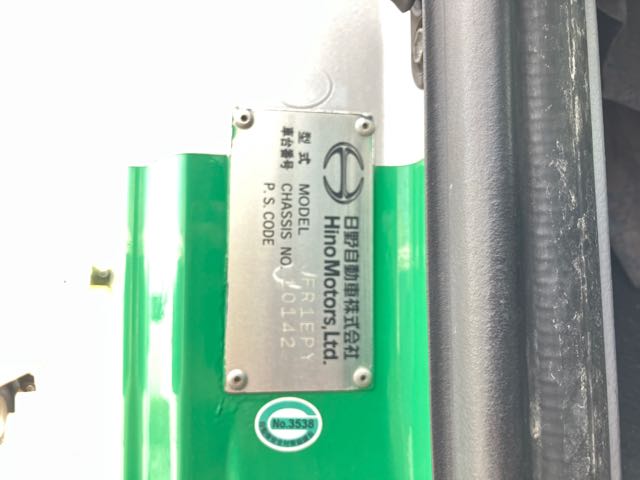 日野自動車株式会社
HinoMotors,Ltd.
型式 MODEL FR1EPY
車台番号 CHASSIS NO. 10142
P.S.CODE
No.3538